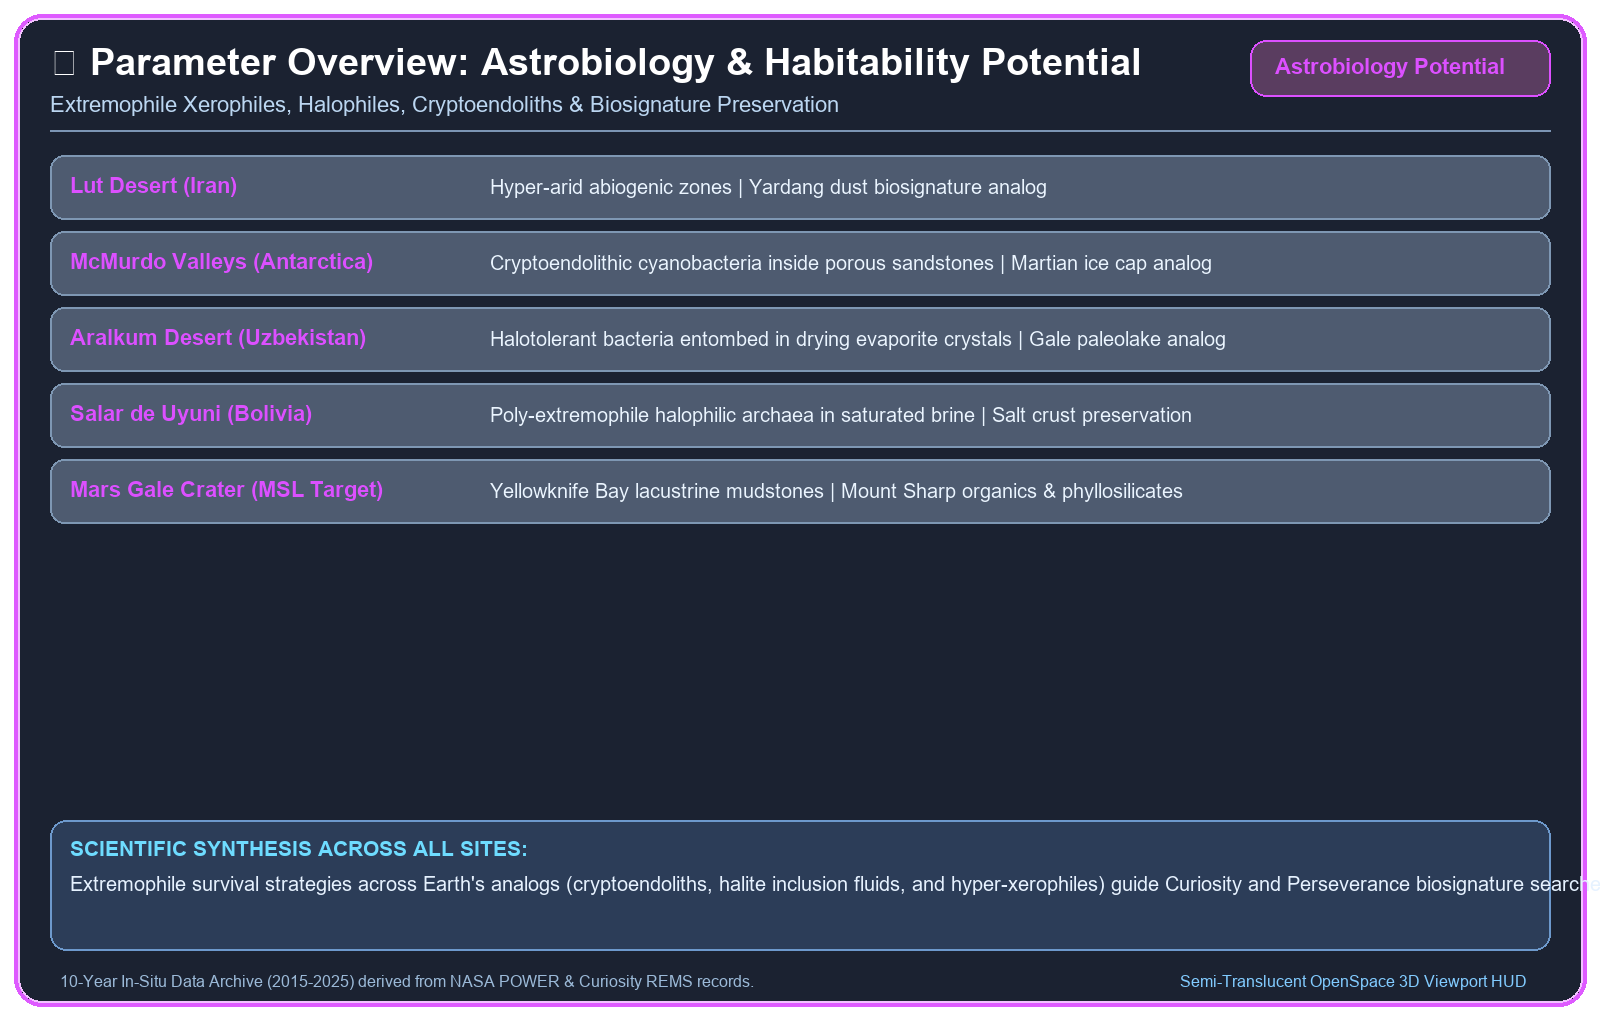 Parameter Overview: Astrobiology & Habitability Potential
Astrobiology Potential
Extremophile Xerophiles, Halophiles, Cryptoendoliths & Biosignature Preservation
Lut Desert (Iran)
Hyper-arid abiogenic zones | Yardang dust biosignature analog
McMurdo Valleys (Antarctica)
Cryptoendolithic cyanobacteria inside porous sandstones | Martian ice cap analog
Aralkum Desert (Uzbekistan)
Halotolerant bacteria entombed in drying evaporite crystals | Gale paleolake analog
Salar de Uyuni (Bolivia)
Poly-extremophile halophilic archaea in saturated brine | Salt crust preservation
Mars Gale Crater (MSL Target)
Yellowknife Bay lacustrine mudstones | Mount Sharp organics & phyllosilicates
SCIENTIFIC SYNTHESIS ACROSS ALL SITES:
Extremophile survival strategies across Earth's analogs (cryptoendoliths, halite inclusion fluids, and hyper-xerophiles) guide Curiosity and Perseverance biosignature searche
10-Year In-Situ Data Archive (2015-2025) derived from NASA POWER & Curiosity REMS records.
Semi-Translucent OpenSpace 3D Viewport HUD